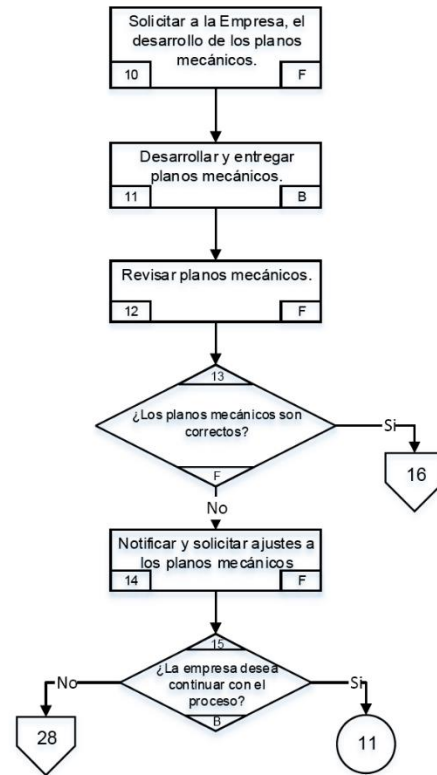 Solicitar a la Empresa, el
desarrollo de los planos
mecánicos.
10 F
Desarrollar y entregar
planos mecánicos.
11 B
Revisar planos mecánicos.
12 F
13
¿Los planos mecánicos son
correctos?
F
Si
16
No
Notificar y solicitar ajustes a
los planos mecánicos
14 F
15
¿La empresa desea
continuar con el
proceso?
B
No
Si
28
11